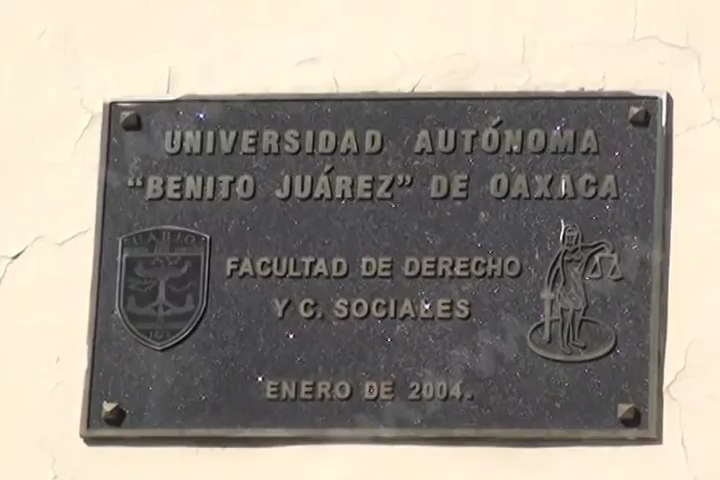 UNIVERSIDAD AUTÓNOMA
"BENITO JUÁREZ" DE OAXACA
U.A.B.J.O.
FACULTAD DE DERECHO
Y C. SOCIALES
ENERO DE 2004.